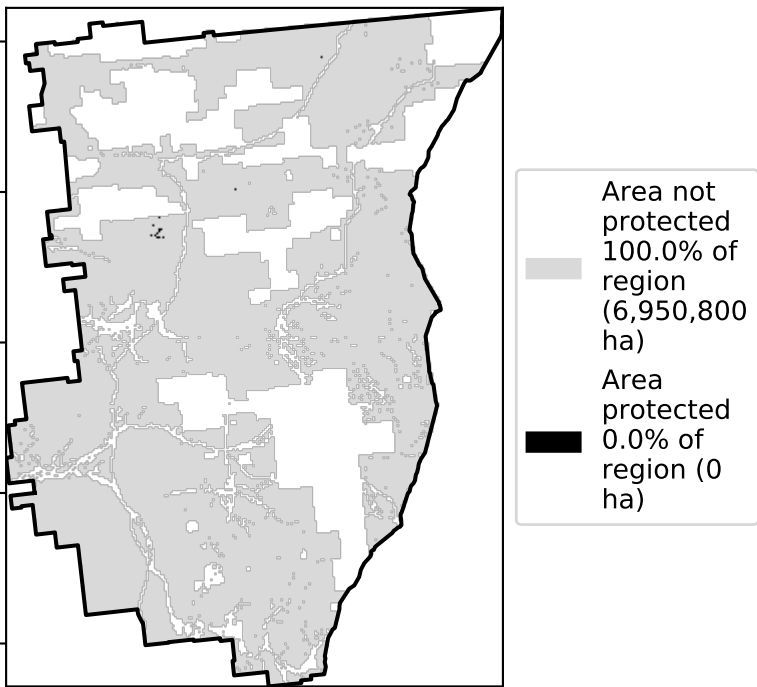 Area not
protected
100.0% of
region
(6,950,800
ha)
Area
protected
0.0% of
region (0
ha)